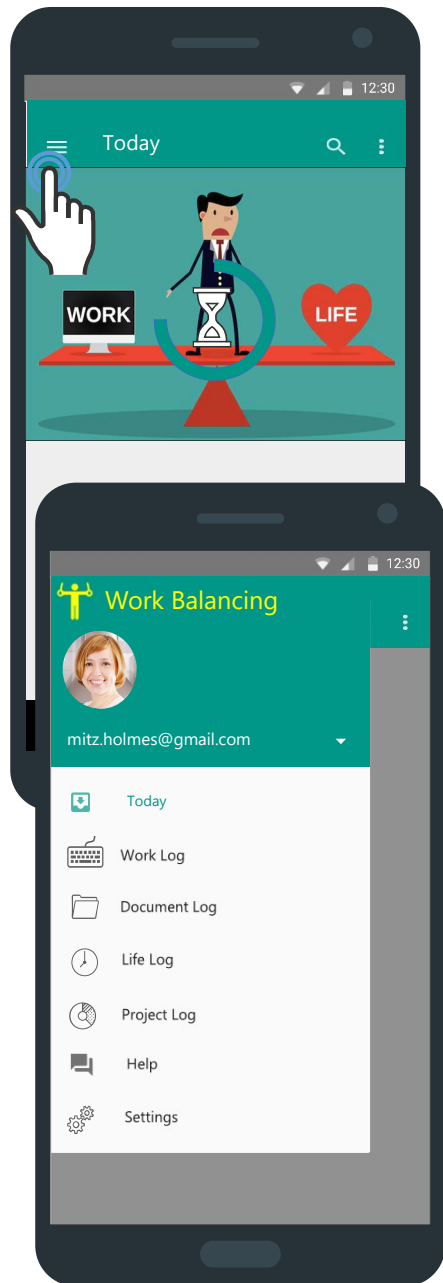 12:30
Today
WORK
LIFE
12:30
Work Balancing
mitz.holmes@gmail.com
Today
Work Log
Document Log
Life Log
Project Log
Help
Settings